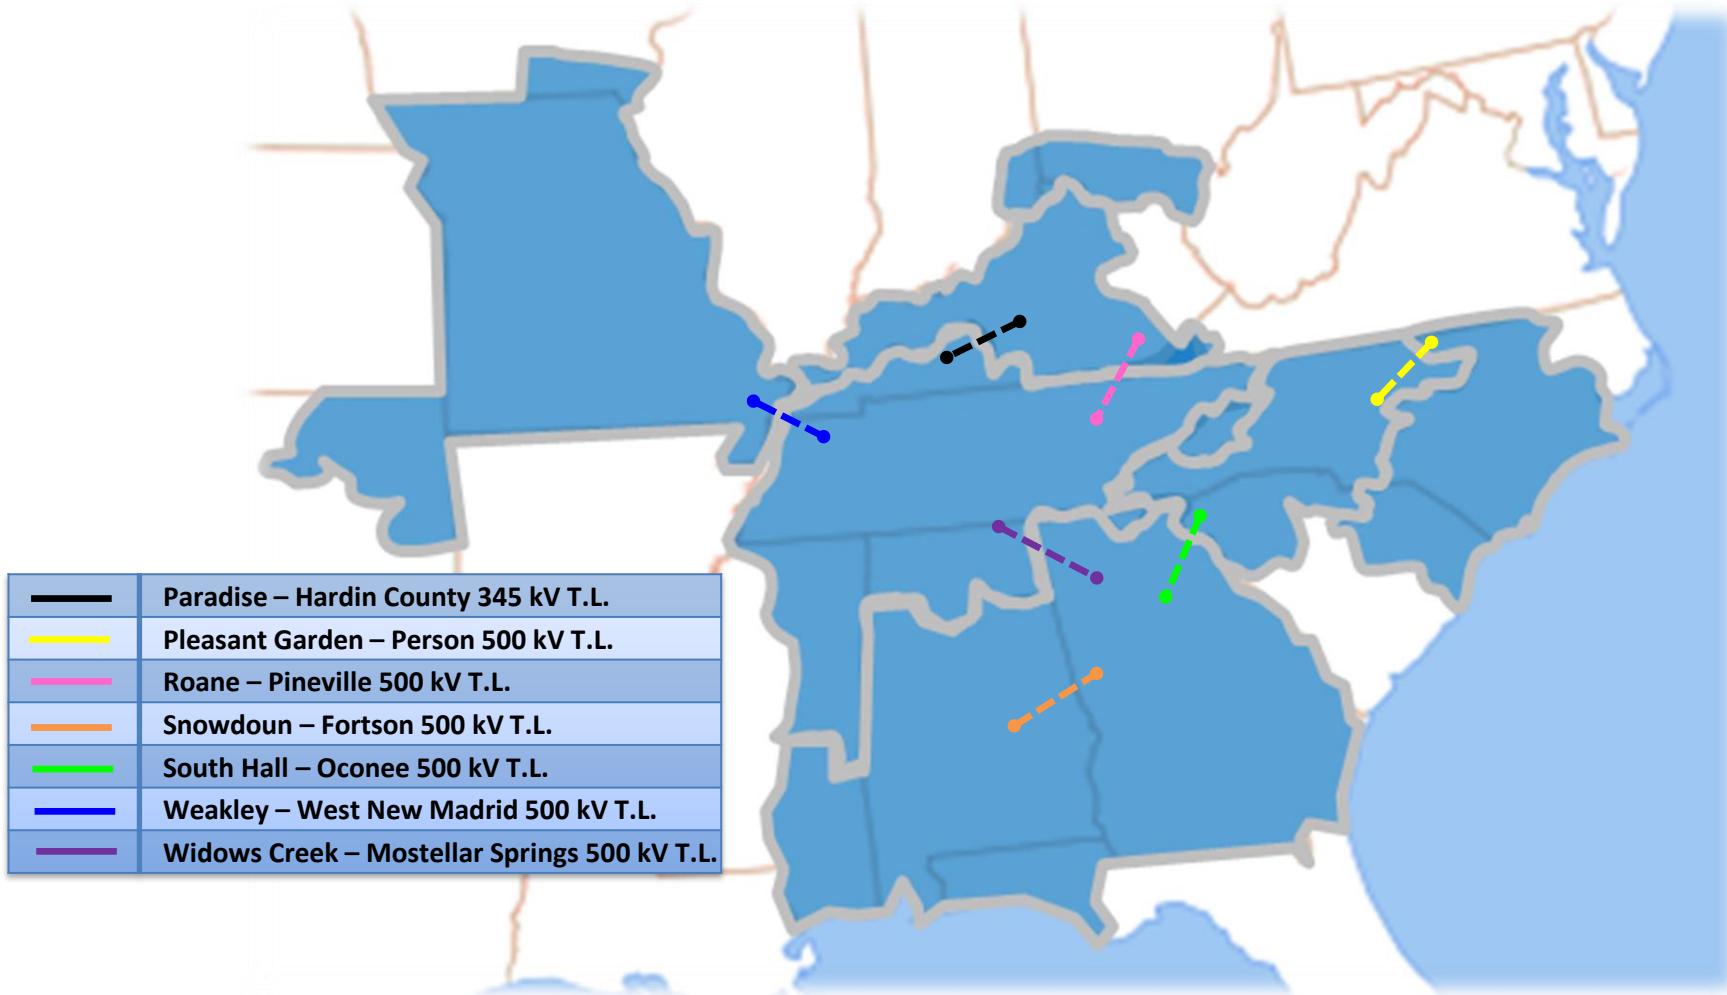 Paradise – Hardin County 345 kV T.L.
Pleasant Garden – Person 500 kV T.L.
Roane – Pineville 500 kV T.L.
Snowdoun – Fortson 500 kV T.L.
South Hall – Oconee 500 kV T.L.
Weakley – West New Madrid 500 kV T.L.
Widows Creek – Mostellar Springs 500 kV T.L.